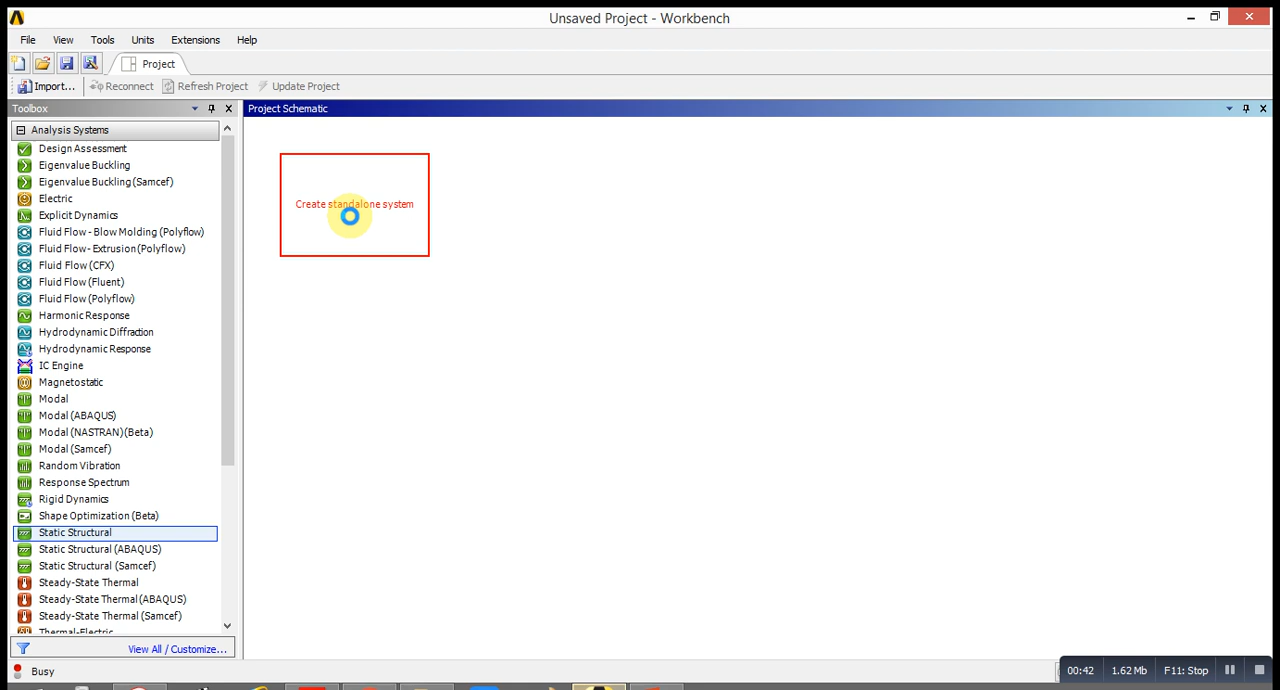 Unsaved Project - Workbench
File View Tools Units Extensions Help
Project
Import... Reconnect Refresh Project Update Project
Toolbox
Project Schematic
Analysis Systems
Design Assessment
Eigenvalue Buckling
Eigenvalue Buckling (Samcef)
Electric
Explicit Dynamics
Fluid Flow - Blow Molding (Polyflow)
Fluid Flow - Extrusion (Polyflow)
Fluid Flow (CFX)
Fluid Flow (Fluent)
Fluid Flow (Polyflow)
Harmonic Response
Hydrodynamic Diffraction
Hydrodynamic Response
IC Engine
Magnetostatic
Modal
Modal (ABAQUS)
Modal (NASTRAN) (Beta)
Modal (Samcef)
Random Vibration
Response Spectrum
Rigid Dynamics
Shape Optimization (Beta)
Static Structural
Static Structural (ABAQUS)
Static Structural (Samcef)
Steady-State Thermal
Steady-State Thermal (ABAQUS)
Steady-State Thermal (Samcef)
Thermal-Electric
View All / Customize...
Create standalone system
Busy
00:42 1.62 Mb F11: Stop